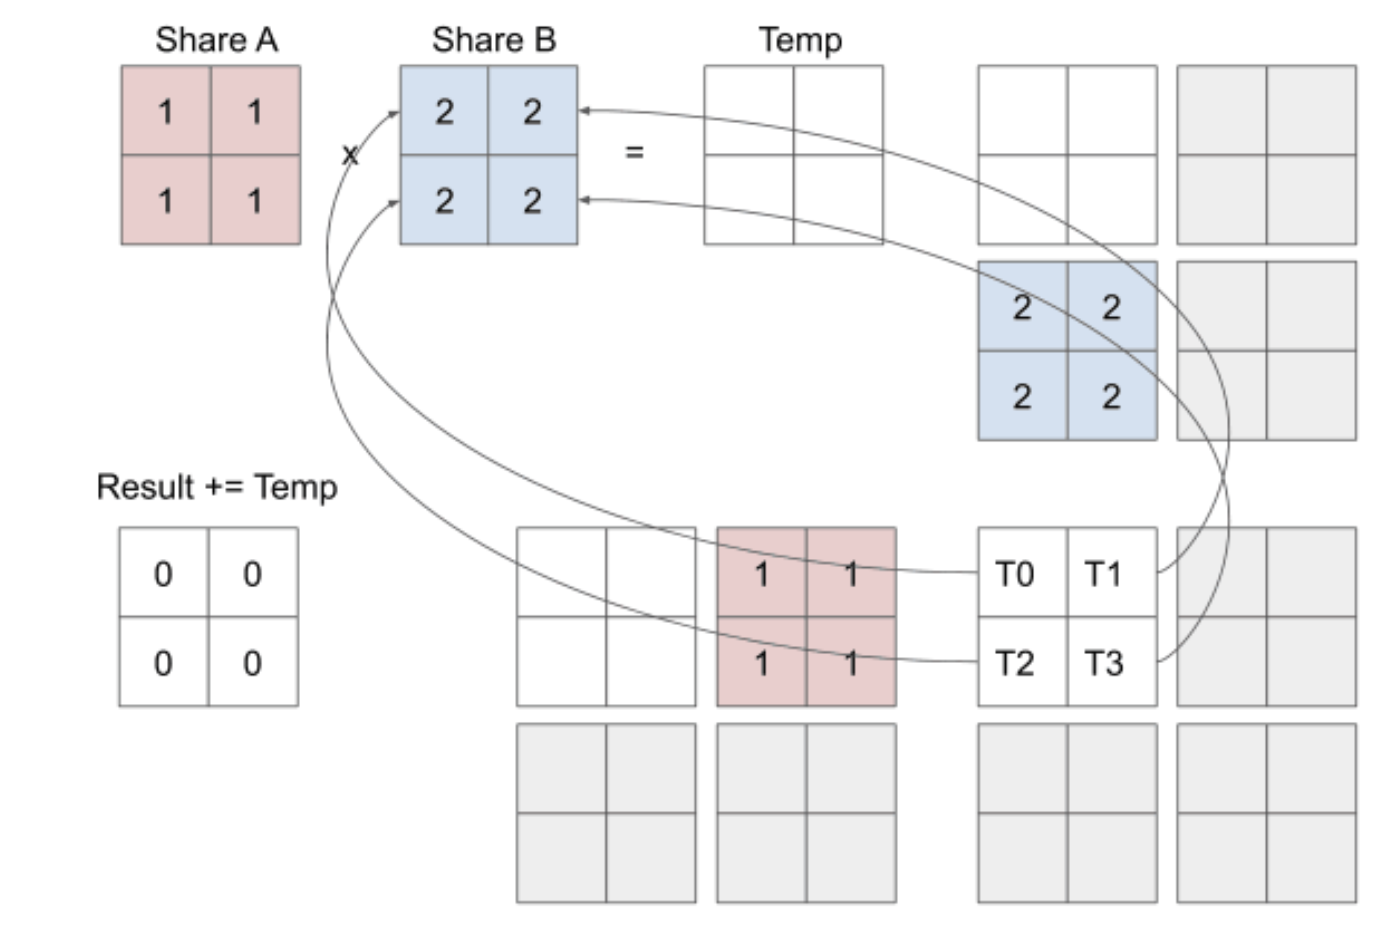 Share A Share B Temp
1 1 2 2
x =
1 1 2 2
2 2
2 2
Result += Temp
0 0 1 1 T0 T1
0 0 1 1 T2 T3